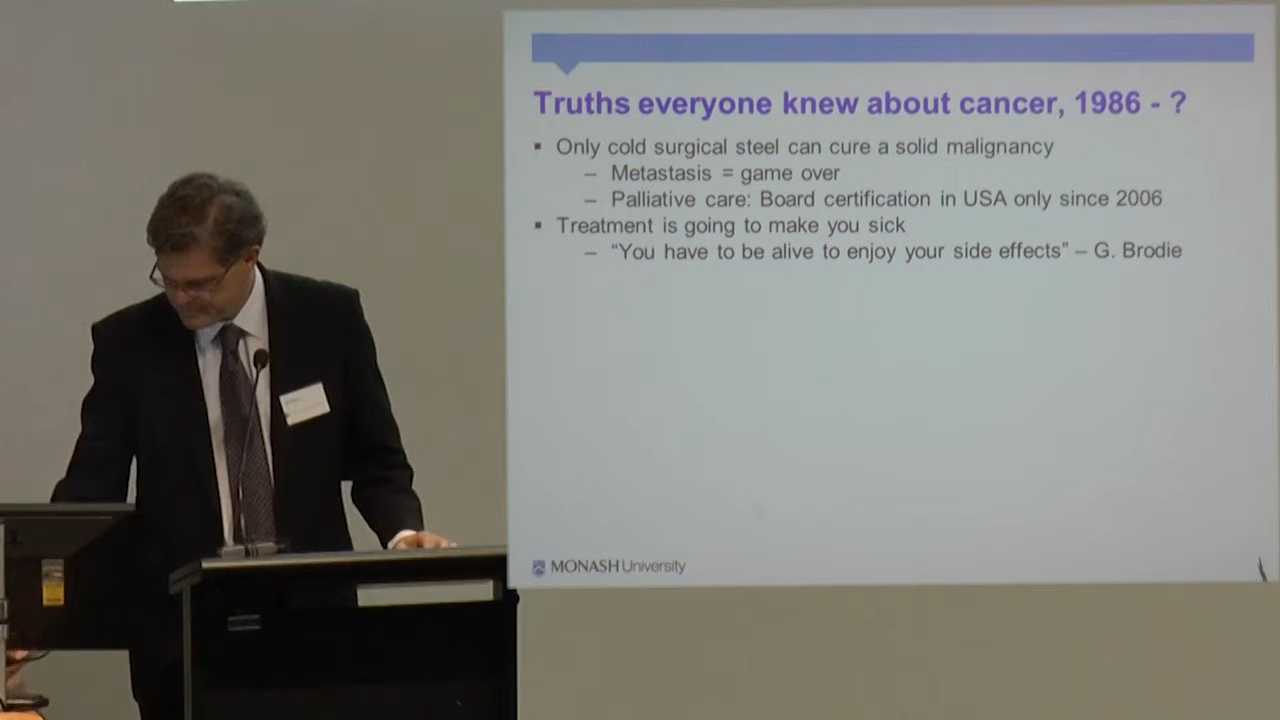 Truths everyone knew about cancer, 1986 - ?
▪ Only cold surgical steel can cure a solid malignancy
– Metastasis = game over
– Palliative care: Board certification in USA only since 2006
▪ Treatment is going to make you sick
– “You have to be alive to enjoy your side effects” – G. Brodie
MONASH University